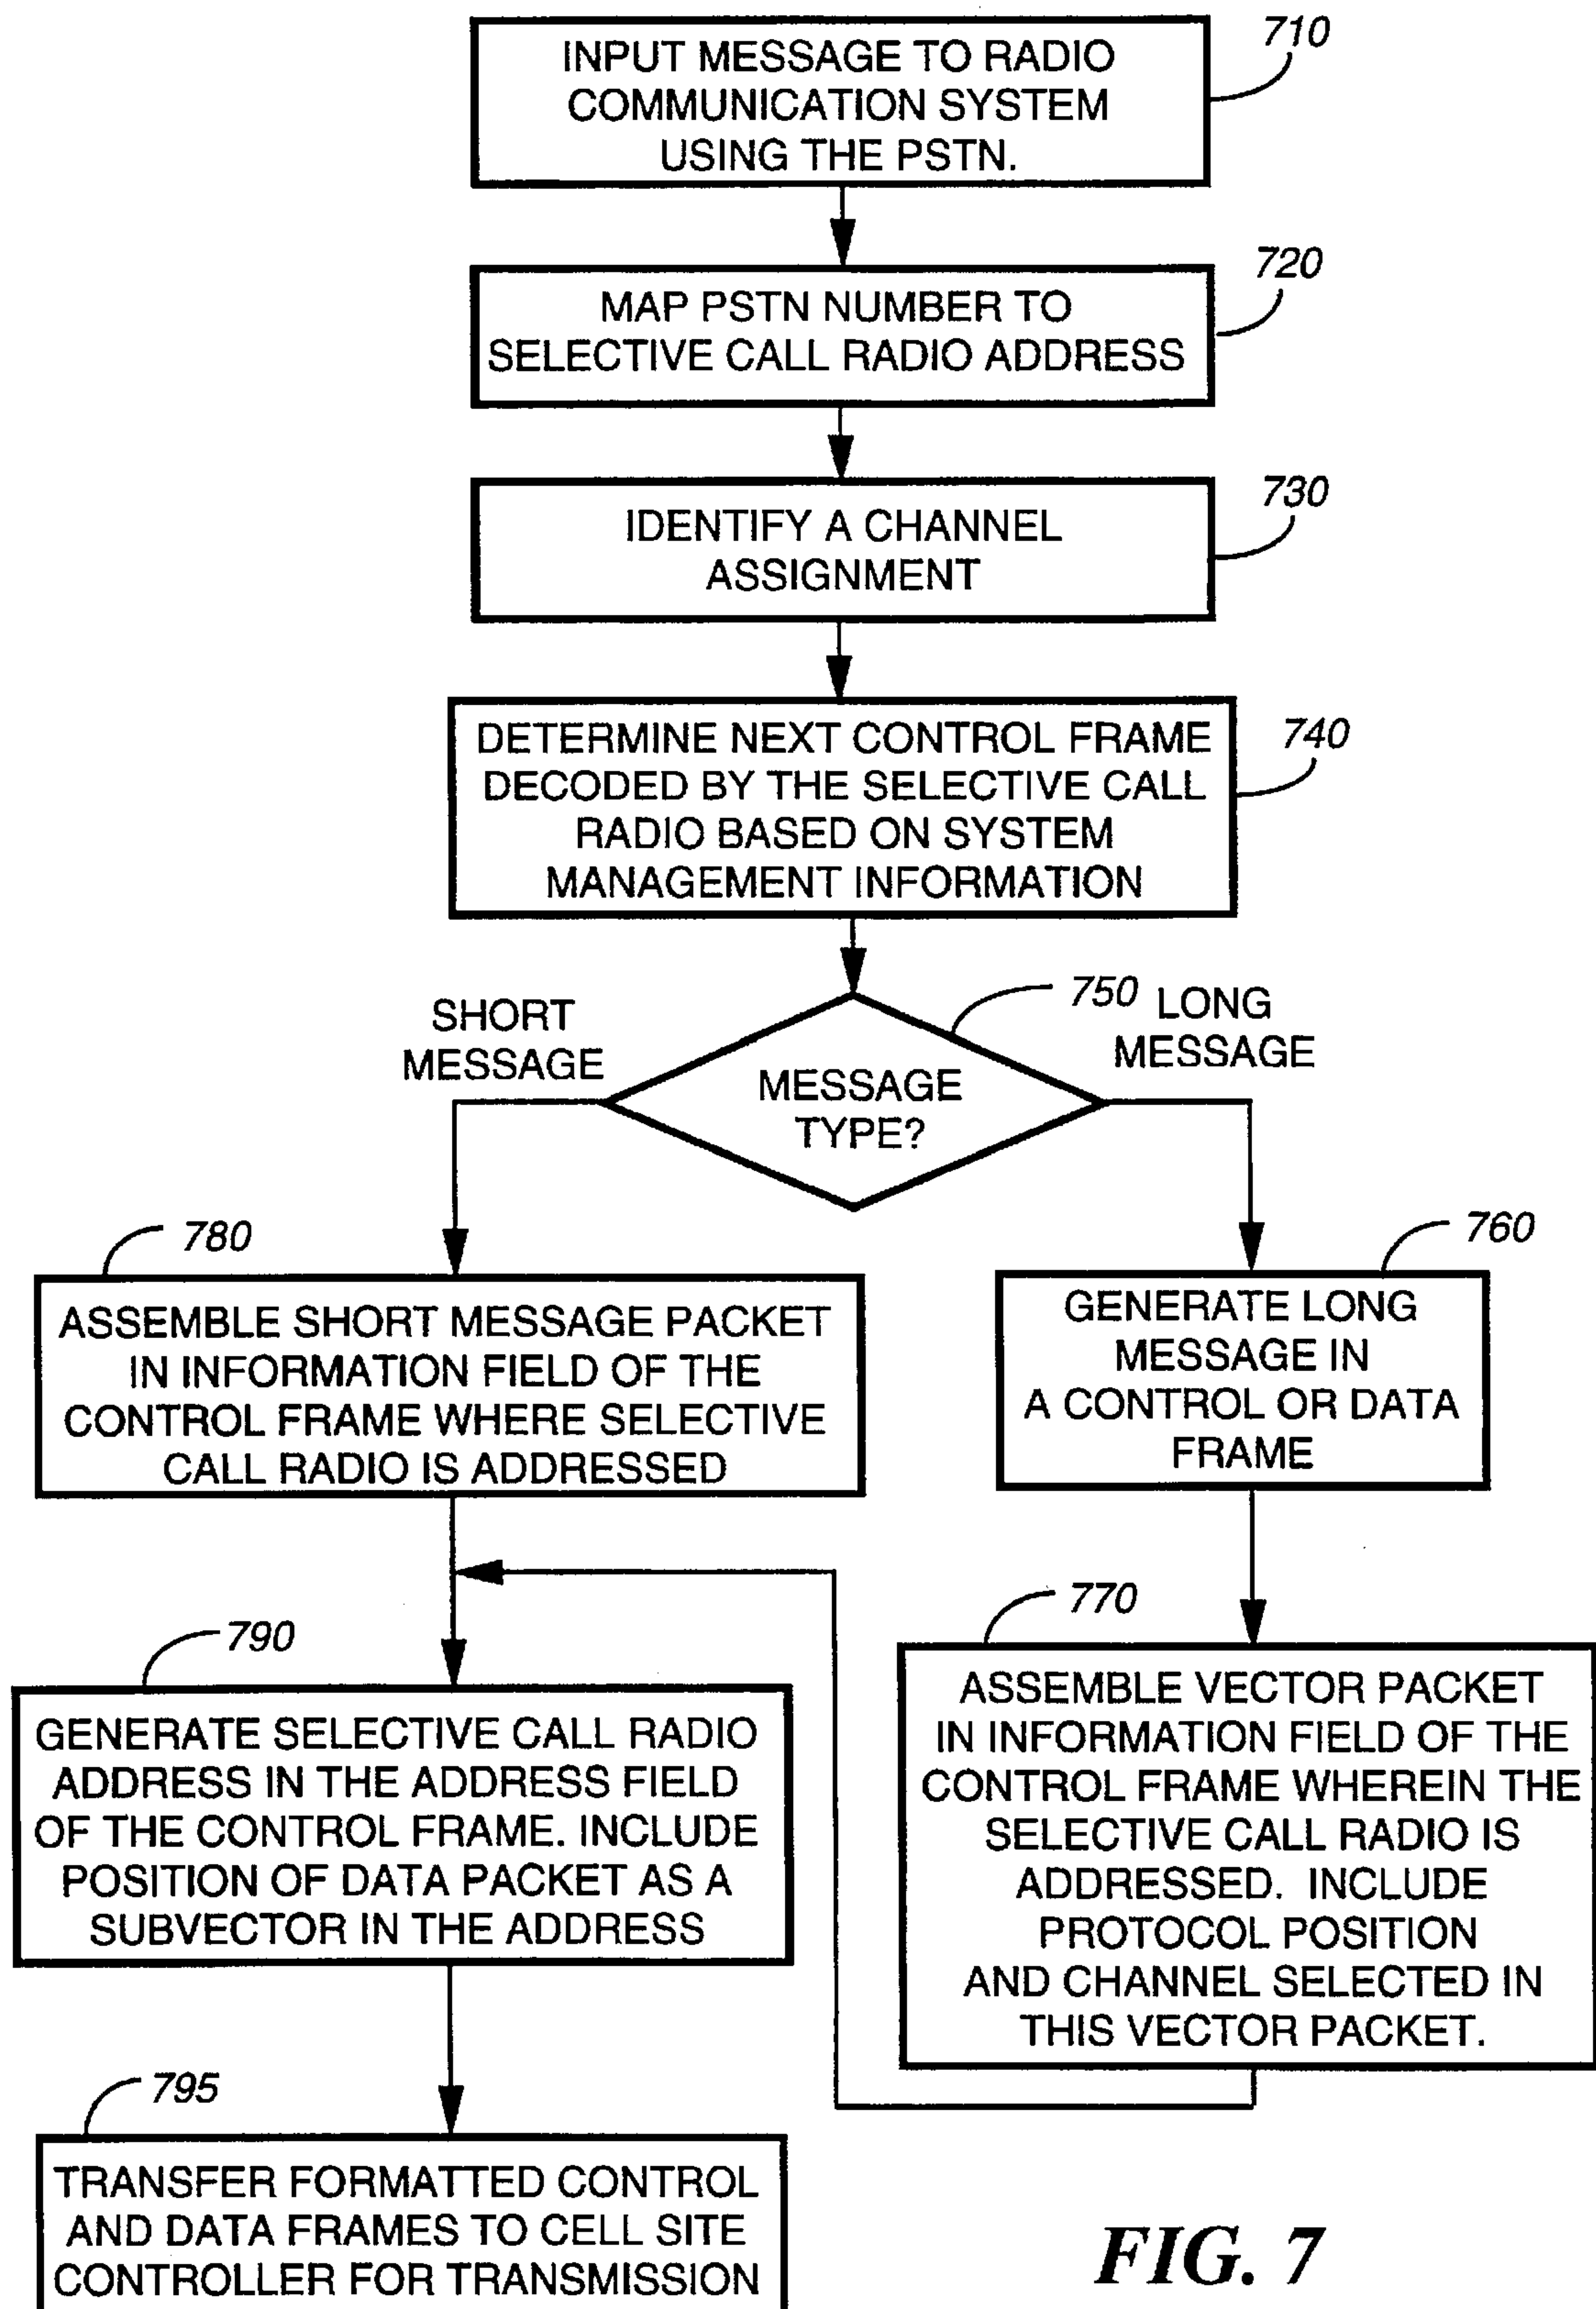 710
INPUT MESSAGE TO RADIO
COMMUNICATION SYSTEM
USING THE PSTN.
720
MAP PSTN NUMBER TO
SELECTIVE CALL RADIO ADDRESS
730
IDENTIFY A CHANNEL
ASSIGNMENT
740
DETERMINE NEXT CONTROL FRAME
DECODED BY THE SELECTIVE CALL
RADIO BASED ON SYSTEM
MANAGEMENT INFORMATION
750
SHORT
MESSAGE
LONG
MESSAGE
MESSAGE
TYPE?
780
ASSEMBLE SHORT MESSAGE PACKET
IN INFORMATION FIELD OF THE
CONTROL FRAME WHERE SELECTIVE
CALL RADIO IS ADDRESSED
760
GENERATE LONG
MESSAGE IN
A CONTROL OR DATA
FRAME
770
ASSEMBLE VECTOR PACKET
IN INFORMATION FIELD OF THE
CONTROL FRAME WHEREIN THE
SELECTIVE CALL RADIO IS
ADDRESSED. INCLUDE
PROTOCOL POSITION
AND CHANNEL SELECTED IN
THIS VECTOR PACKET.
790
GENERATE SELECTIVE CALL RADIO
ADDRESS IN THE ADDRESS FIELD
OF THE CONTROL FRAME. INCLUDE
POSITION OF DATA PACKET AS A
SUBVECTOR IN THE ADDRESS
795
TRANSFER FORMATTED CONTROL
AND DATA FRAMES TO CELL SITE
CONTROLLER FOR TRANSMISSION
FIG. 7